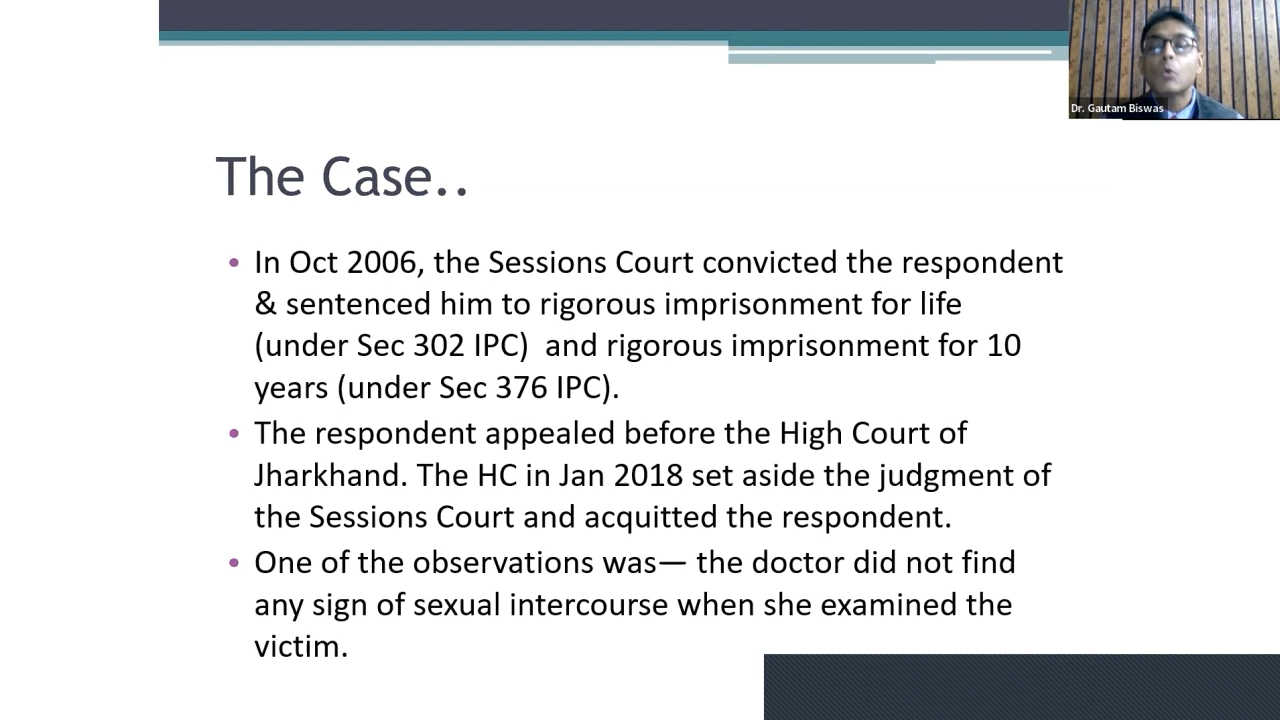 Dr. Gautam Biswas
The Case..
• In Oct 2006, the Sessions Court convicted the respondent
& sentenced him to rigorous imprisonment for life
(under Sec 302 IPC)  and rigorous imprisonment for 10
years (under Sec 376 IPC).
• The respondent appealed before the High Court of
Jharkhand. The HC in Jan 2018 set aside the judgment of
the Sessions Court and acquitted the respondent.
• One of the observations was— the doctor did not find
any sign of sexual intercourse when she examined the
victim.